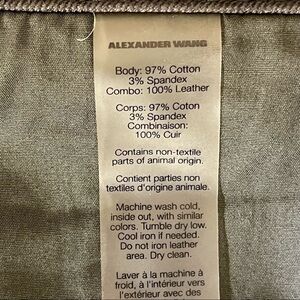 ALEXANDER WANG
Body: 97% Cotton
3% Spandex
Combo: 100% Leather
Corps: 97% Coton
3% Spandex
Combinaison:
100% Cuir
Contains non-textile
parts of animal origin.
Contient parties non
textiles d'origine animale.
Machine wash cold,
inside out, with similar
colors. Tumble dry low.
Cool iron if needed.
Do not iron leather
area. Dry clean.
Laver à la machine à
froid, à l'intérieur vers
l'extérieur avec des